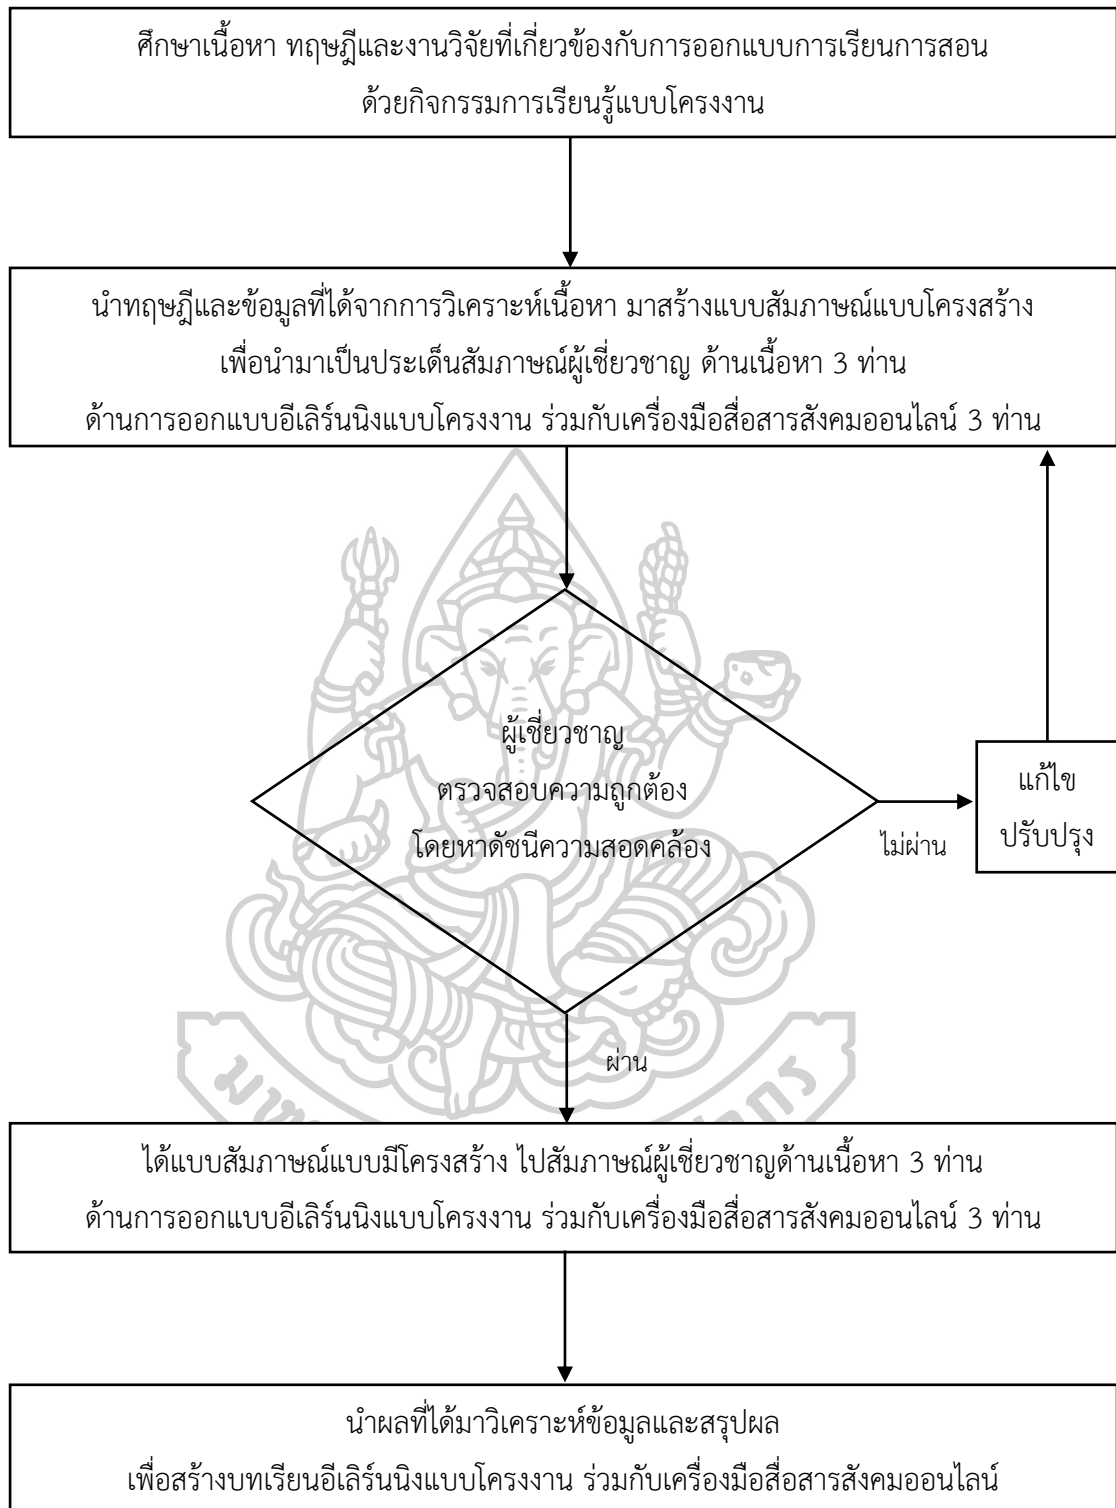 ศึกษาเนื้อหา ทฤษฎีและงานวิจัยที่เกี่ยวข้องกับการออกแบบการเรียนการสอน
ด้วยกิจกรรมการเรียนรู้แบบโครงงาน
นำทฤษฎีและข้อมูลที่ได้จากการวิเคราะห์เนื้อหา มาสร้างแบบสัมภาษณ์แบบโครงสร้าง
เพื่อนำมาเป็นประเด็นสัมภาษณ์ผู้เชี่ยวชาญ ด้านเนื้อหา 3 ท่าน
ด้านการออกแบบอีเลิร์นนิงแบบโครงงาน ร่วมกับเครื่องมือสื่อสารสังคมออนไลน์ 3 ท่าน
ผู้เชี่ยวชาญ
ตรวจสอบความถูกต้อง
โดยหาดัชนีความสอดคล้อง
ไม่ผ่าน
แก้ไข
ปรับปรุง
ผ่าน
ได้แบบสัมภาษณ์แบบมีโครงสร้าง ไปสัมภาษณ์ผู้เชี่ยวชาญด้านเนื้อหา 3 ท่าน
ด้านการออกแบบอีเลิร์นนิงแบบโครงงาน ร่วมกับเครื่องมือสื่อสารสังคมออนไลน์ 3 ท่าน
นำผลที่ได้มาวิเคราะห์ข้อมูลและสรุปผล
เพื่อสร้างบทเรียนอีเลิร์นนิงแบบโครงงาน ร่วมกับเครื่องมือสื่อสารสังคมออนไลน์